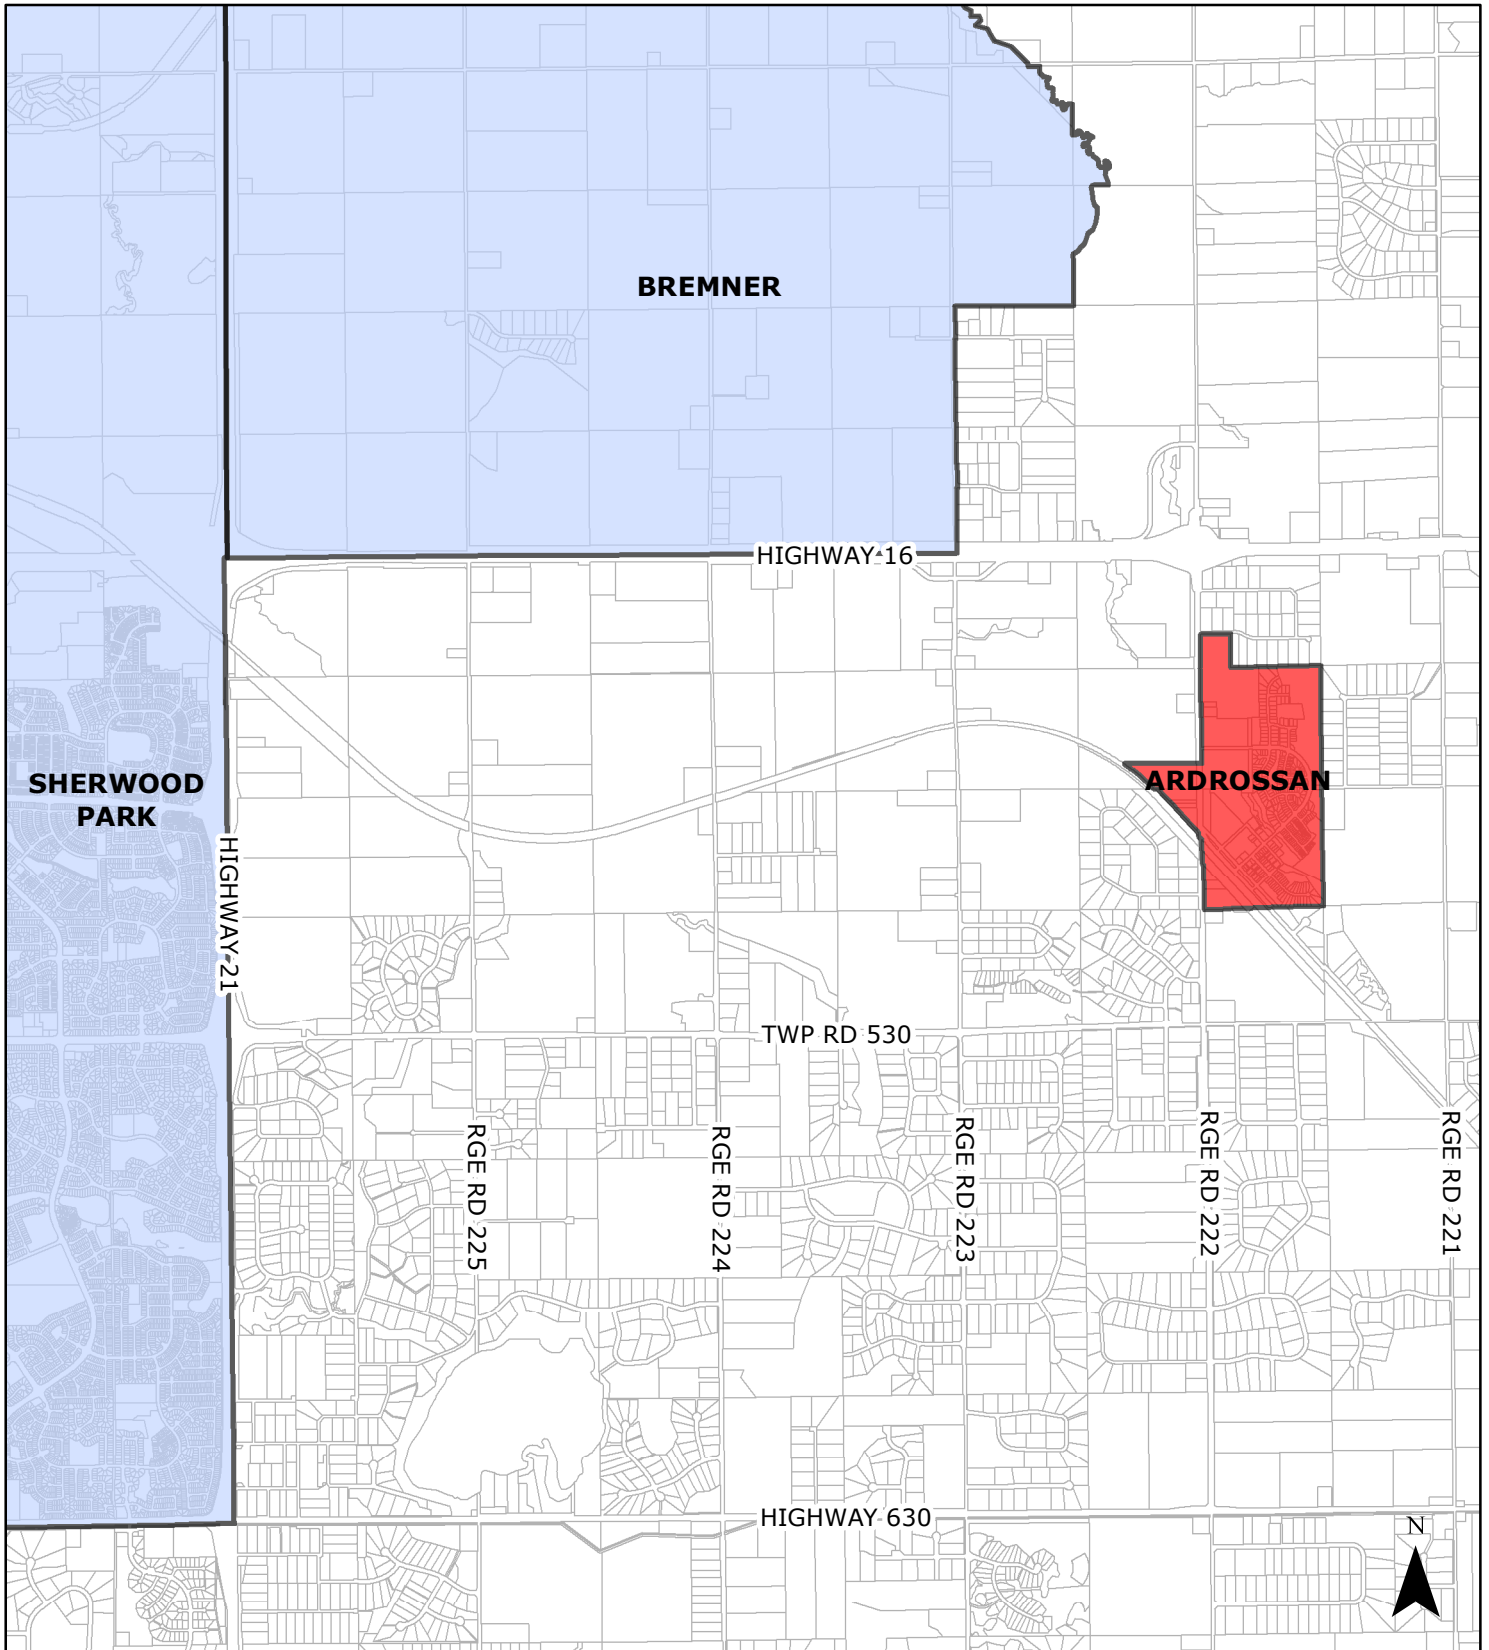 BREMNER
HIGHWAY 16
SHERWOOD
PARK
ARDROSSAN
HIGHWAY 21
TWP RD 530
RGE RD 225
RGE RD 224
RGE RD 223
RGE RD 222
RGE RD 221
HIGHWAY 630
N